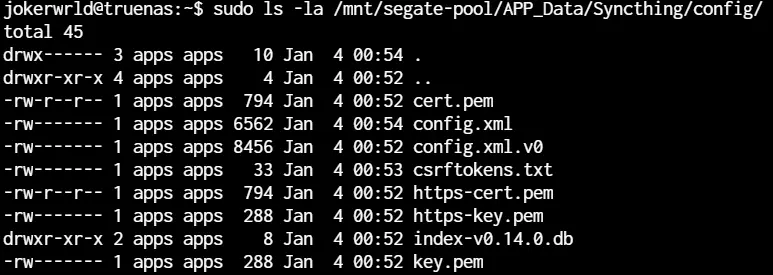 jokerwrld@truenas:~$ sudo ls -la /mnt/segate-pool/APP_Data/Syncthing/config/
total 45
drwx------ 3 apps apps   10 Jan  4 00:54 .
drwxr-xr-x 4 apps apps    4 Jan  4 00:52 ..
-rw-r--r-- 1 apps apps  794 Jan  4 00:52 cert.pem
-rw------- 1 apps apps 6562 Jan  4 00:54 config.xml
-rw------- 1 apps apps 8456 Jan  4 00:52 config.xml.v0
-rw------- 1 apps apps   33 Jan  4 00:53 csrftokens.txt
-rw-r--r-- 1 apps apps  794 Jan  4 00:52 https-cert.pem
-rw------- 1 apps apps  288 Jan  4 00:52 https-key.pem
drwxr-xr-x 2 apps apps    8 Jan  4 00:52 index-v0.14.0.db
-rw------- 1 apps apps  288 Jan  4 00:52 key.pem